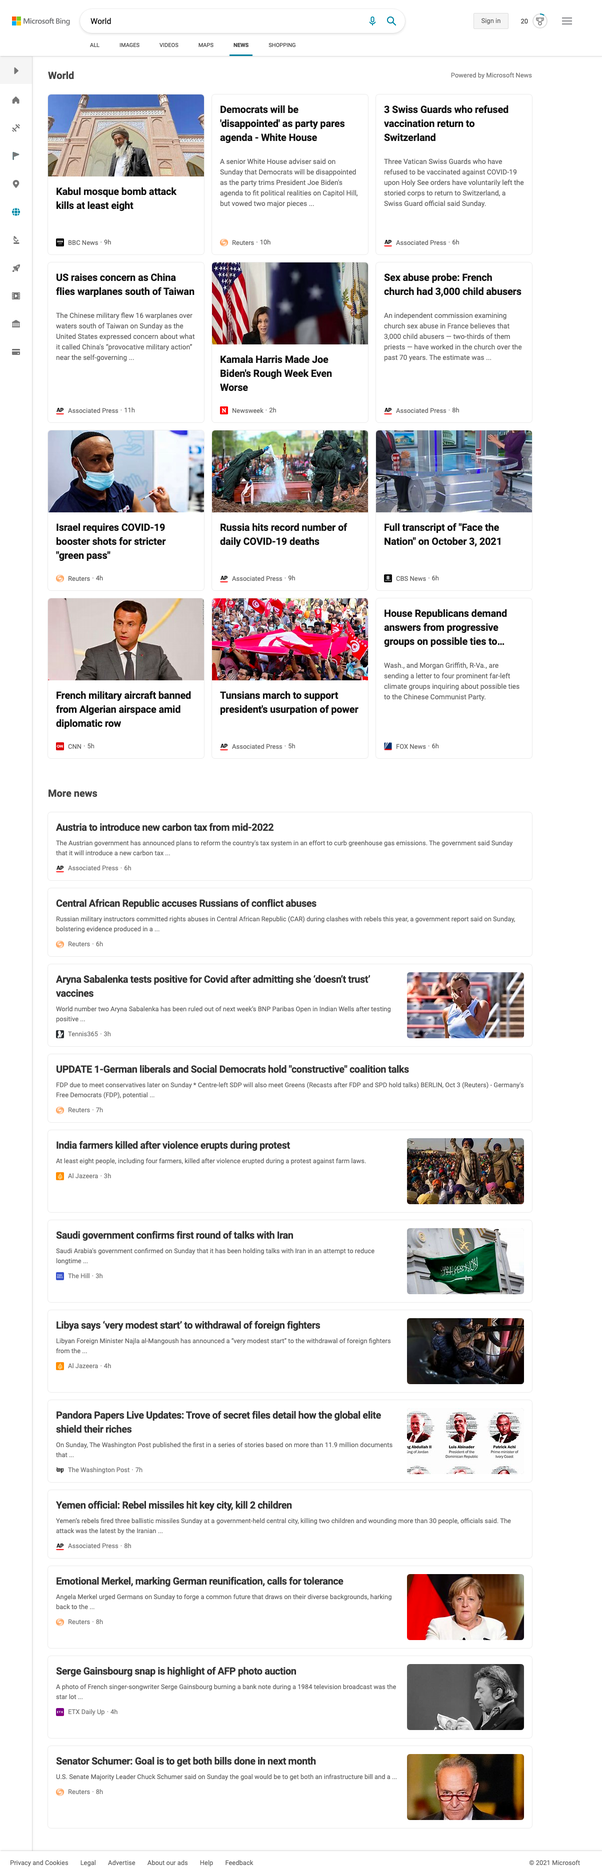 Microsoft Bing
World
Sign in
20
ALL IMAGES VIDEOS MAPS NEWS SHOPPING
World
Powered by Microsoft News
Kabul mosque bomb attack
kills at least eight
BBC News · 9h
Democrats will be
'disappointed' as party pares
agenda - White House
A senior White House adviser said on
Sunday that Democrats will be disappointed
as the party trims President Joe Biden's
agenda to fit political realities on Capitol Hill,
but vowed two major pieces ...
Reuters · 10h
3 Swiss Guards who refused
vaccination return to
Switzerland
Three Vatican Swiss Guards who have
refused to be vaccinated against COVID-19
upon Holy See orders have voluntarily left the
storied corps to return to Switzerland, a
Swiss Guard official said Sunday.
AP Associated Press · 6h
US raises concern as China
flies warplanes south of Taiwan
The Chinese military flew 16 warplanes over
waters south of Taiwan on Sunday as the
United States expressed concern about what
it called China's "provocative military action"
near the self-governing ...
AP Associated Press · 11h
Kamala Harris Made Joe
Biden's Rough Week Even
Worse
N Newsweek · 2h
Sex abuse probe: French
church had 3,000 child abusers
An independent commission examining
church sex abuse in France believes that
3,000 child abusers — two-thirds of them
priests — have worked in the church over the
past 70 years. The estimate was ...
AP Associated Press · 8h
Israel requires COVID-19
booster shots for stricter
"green pass"
Reuters · 4h
Russia hits record number of
daily COVID-19 deaths
AP Associated Press · 9h
Full transcript of "Face the
Nation" on October 3, 2021
CBS News · 6h
French military aircraft banned
from Algerian airspace amid
diplomatic row
CNN · 5h
Tunsians march to support
president's usurpation of power
AP Associated Press · 5h
House Republicans demand
answers from progressive
groups on possible ties to...
Wash., and Morgan Griffith, R-Va., are
sending a letter to four prominent far-left
climate groups inquiring about possible ties
to the Chinese Communist Party.
FOX News · 6h
More news
Austria to introduce new carbon tax from mid-2022
The Austrian government has announced plans to reform the country's tax system in an effort to curb greenhouse gas emissions. The government said Sunday
that it will introduce a new carbon tax ...
AP Associated Press · 6h
Central African Republic accuses Russians of conflict abuses
Russian military instructors committed rights abuses in Central African Republic (CAR) during clashes with rebels this year, a government report said on Sunday,
bolstering evidence produced in a ...
Reuters · 6h
Aryna Sabalenka tests positive for Covid after admitting she 'doesn't trust'
vaccines
World number two Aryna Sabalenka has been ruled out of next week's BNP Paribas Open in Indian Wells after testing
positive ...
Tennis365 · 3h
UPDATE 1-German liberals and Social Democrats hold "constructive" coalition talks
FDP due to meet conservatives later on Sunday * Centre-left SDP will also meet Greens (Recasts after FDP and SPD hold talks) BERLIN, Oct 3 (Reuters) - Germany's
Free Democrats (FDP), potential ...
Reuters · 7h
India farmers killed after violence erupts during protest
At least eight people, including four farmers, killed after violence erupted during a protest against farm laws.
Al Jazeera · 3h
Saudi government confirms first round of talks with Iran
Saudi Arabia's government confirmed on Sunday that it has been holding talks with Iran in an attempt to reduce
longtime ...
The Hill · 3h
Libya says 'very modest start' to withdrawal of foreign fighters
Libyan Foreign Minister Najla al-Mangoush has announced a "very modest start" to the withdrawal of foreign fighters
from the ...
Al Jazeera · 4h
Pandora Papers Live Updates: Trove of secret files detail how the global elite
shield their riches
On Sunday, The Washington Post published the first in a series of stories based on more than 11.9 million documents
that ...
wp The Washington Post · 7h
g Abdullah II Luis Abinader Patrick Achi
ng of Jordan President of the Prime minister of
Dominican Republic Ivory Coast
Yemen official: Rebel missiles hit key city, kill 2 children
Yemen's rebels fired three ballistic missiles Sunday at a government-held central city, killing two children and wounding more than 30 people, officials said. The
attack was the latest by the Iranian ...
AP Associated Press · 8h
Emotional Merkel, marking German reunification, calls for tolerance
Angela Merkel urged Germans on Sunday to forge a common future that draws on their diverse backgrounds, harking
back to the ...
Reuters · 8h
Serge Gainsbourg snap is highlight of AFP photo auction
A photo of French singer-songwriter Serge Gainsbourg burning a bank note during a 1984 television broadcast was the
star lot ...
ETX Daily Up · 4h
Senator Schumer: Goal is to get both bills done in next month
U.S. Senate Majority Leader Chuck Schumer said on Sunday the goal would be to get both an infrastructure bill and a ...
Reuters · 8h
Privacy and Cookies Legal Advertise About our ads Help Feedback
© 2021 Microsoft